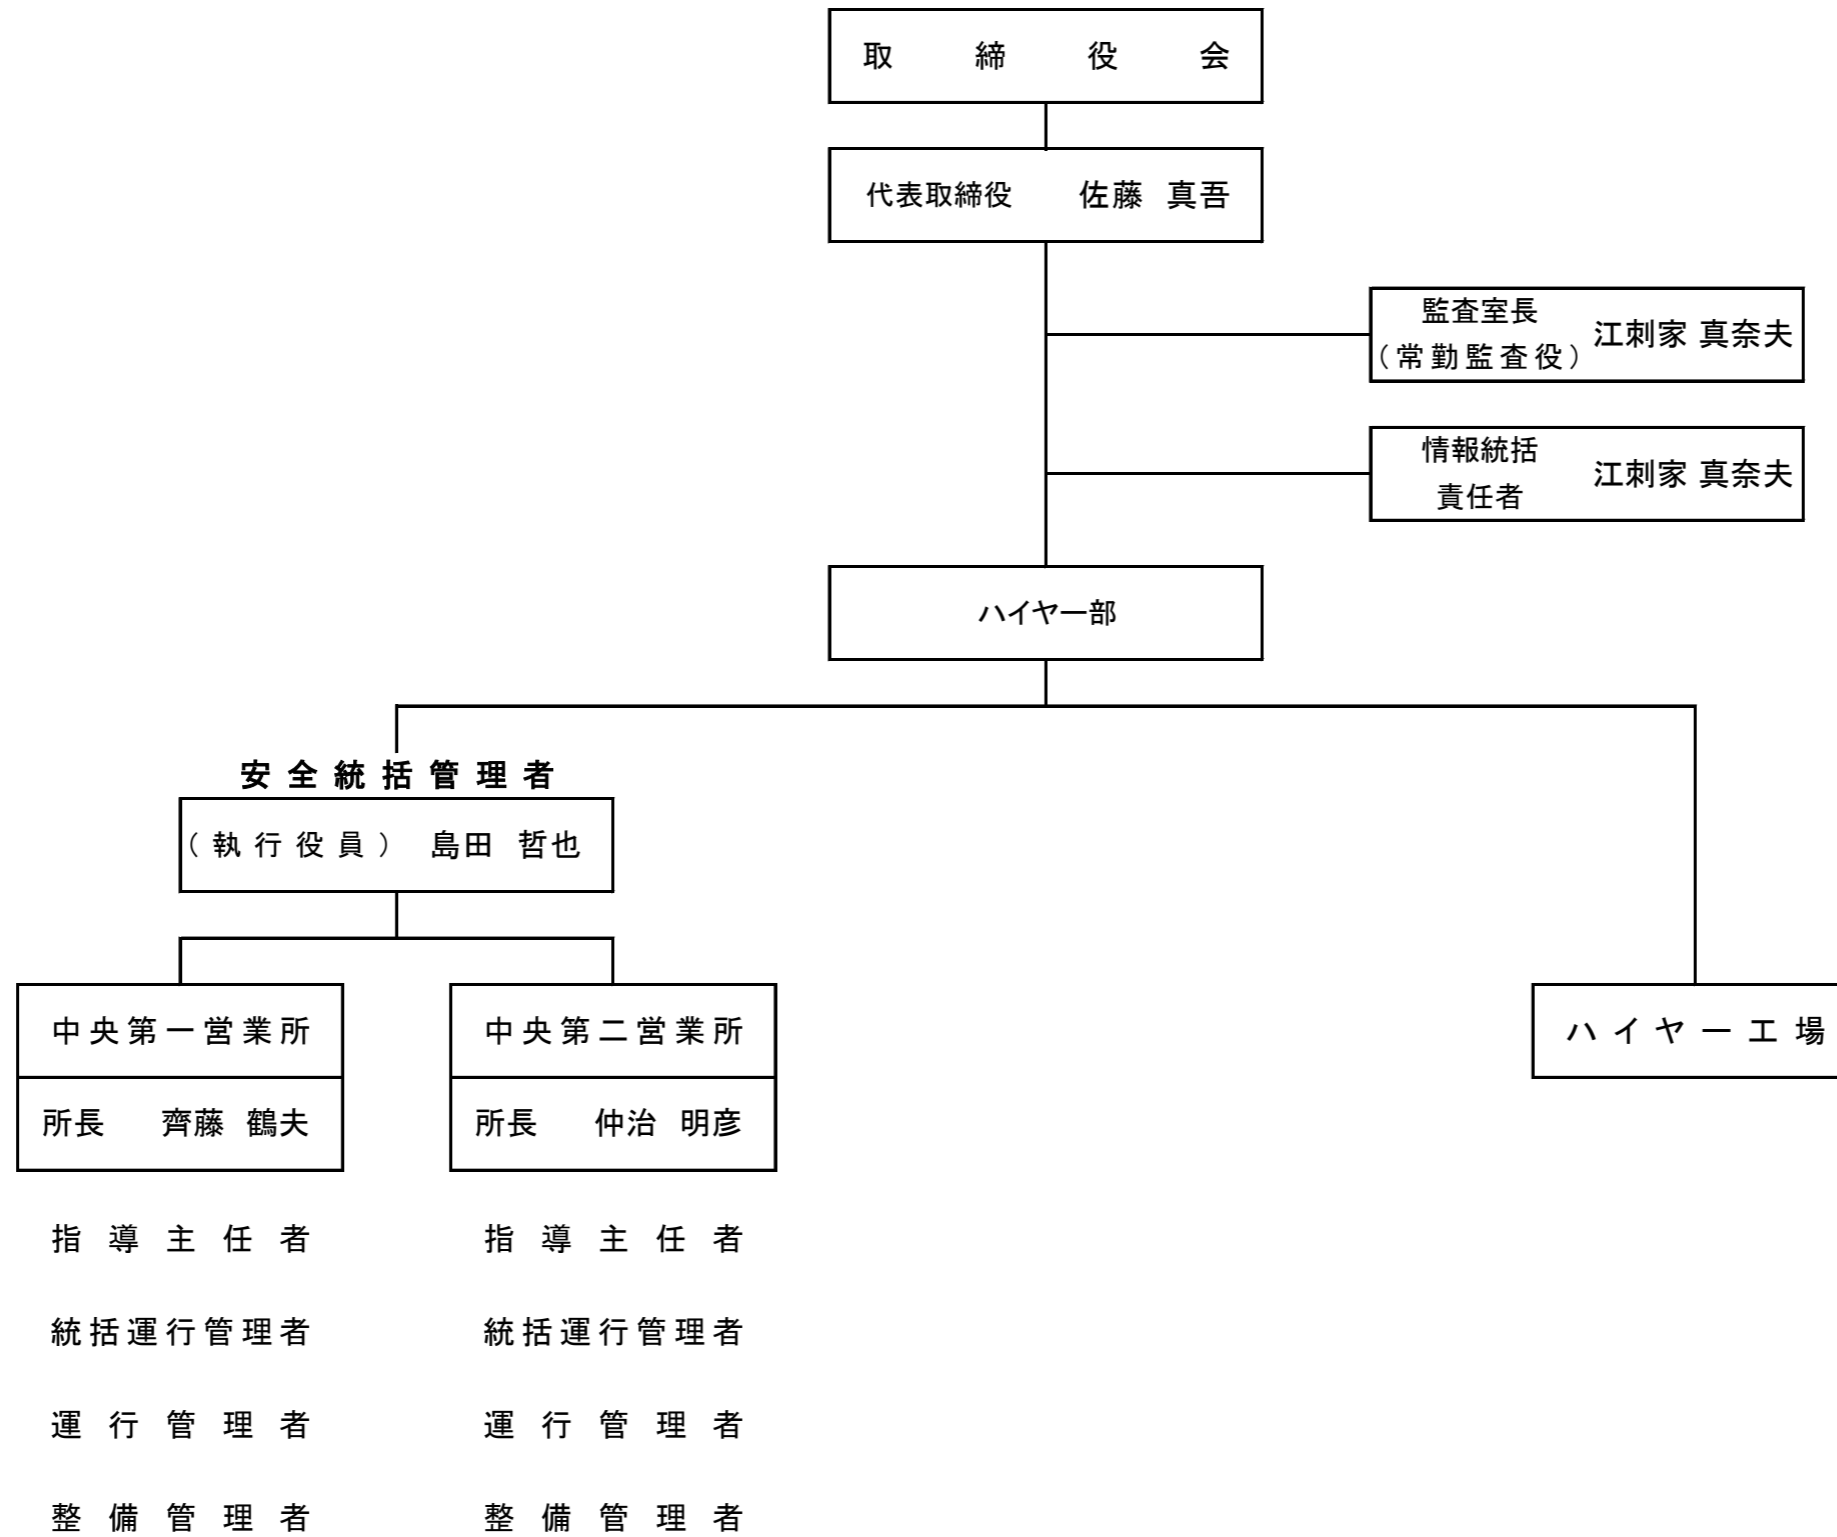 取締役会
代表取締役 佐藤 真吾
監査室長
（常勤監査役） 江刺家 真奈夫
情報統括
責任者 江刺家 真奈夫
ハイヤー部
安全統括管理者
（執行役員） 島田 哲也
中央第一営業所
所長 齊藤 鶴夫
指導主任者
統括運行管理者
運行管理者
整備管理者
中央第二営業所
所長 仲治 明彦
指導主任者
統括運行管理者
運行管理者
整備管理者
ハイヤー工場